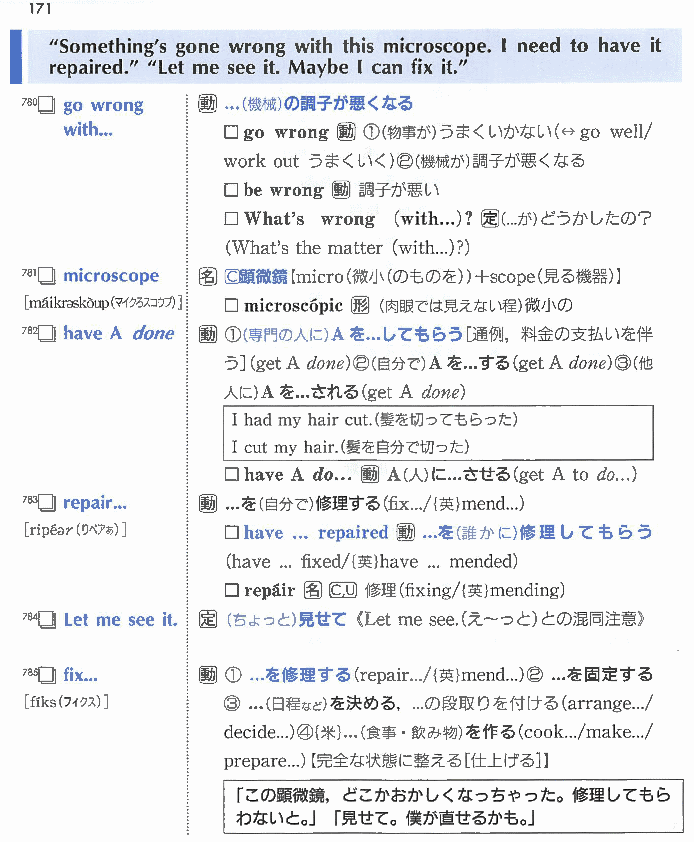 171
“Something's gone wrong with this microscope. I need to have it
repaired.” “Let me see it. Maybe I can fix it.”
780□ go wrong
with...
動 …(機械)の調子が悪くなる
□ go wrong 動 ①(物事が)うまくいかない(↔go well/
work out うまくいく)②(機械が)調子が悪くなる
□ be wrong 動 調子が悪い
□ What's wrong (with...)? 定(...が)どうかしたの?
(What's the matter (with...)?)
781□ microscope
[máikrəskòup(マイクろスコウプ)]
名 Ⓒ顕微鏡【micro(微小(のものを))+scope(見る機器)】
□ microscópic 形 (肉眼では見えない程)微小の
782□ have A done
動 ①(専門の人に)A を…してもらう[通例, 料金の支払いを伴
う](get A done)②(自分で)A を…する(get A done)③(他
人に)A を…される(get A done)
I had my hair cut.(髪を切ってもらった)
I cut my hair.(髪を自分で切った)
□ have A do... 動 A(人)に…させる(get A to do...)
783□ repair...
[ripéər(りペアぁ)]
動 …を(自分で)修理する(fix.../{英}mend...)
□ have ... repaired 動 …を(誰かに)修理してもらう
(have ... fixed/{英}have ... mended)
□ repáir 名 C,U 修理(fixing/{英}mending)
784□ Let me see it.
定 (ちょっと)見せて 《Let me see.(え〜っと)との混同注意》
785□ fix...
[fíks(フィクス)]
動 ① …を修理する(repair.../{英}mend...)② …を固定する
③ …(日程など)を決める, …の段取りを付ける(arrange.../
decide...)④{米}…(食事・飲み物)を作る(cook.../make.../
prepare...)【完全な状態に整える[仕上げる]】
「この顕微鏡, どこかおかしくなっちゃった。修理してもら
わないと。」「見せて。僕が直せるかも。」